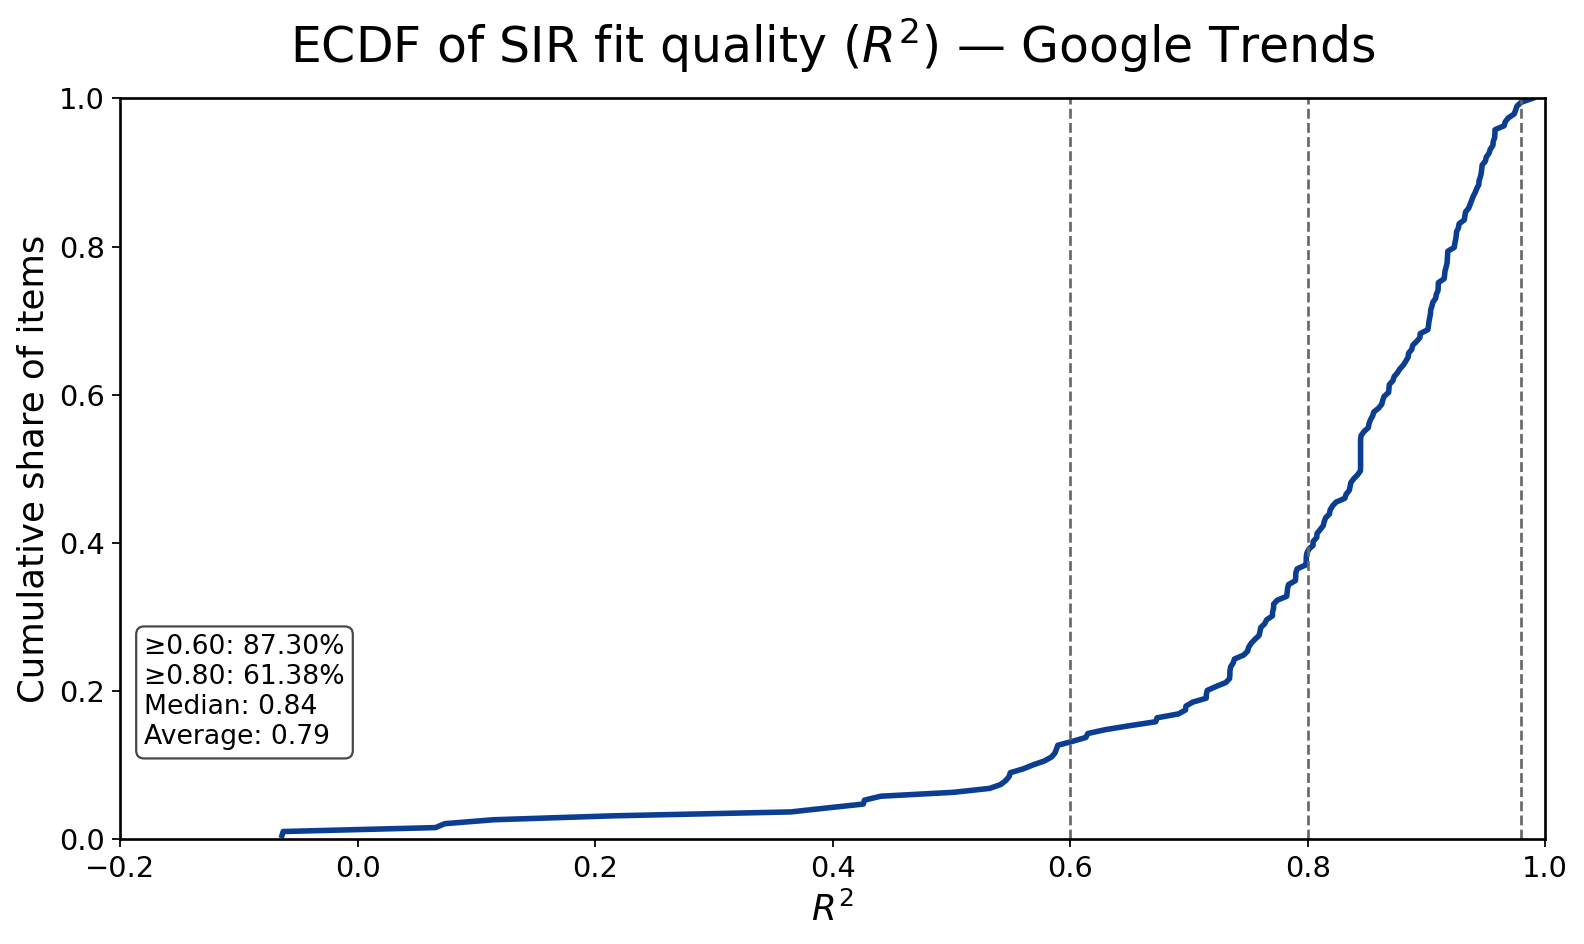 ECDF of SIR fit quality (R²) — Google Trends
Cumulative share of items
1.0
0.8
0.6
0.4
0.2
0.0
≥0.60: 87.30%
≥0.80: 61.38%
Median: 0.84
Average: 0.79
−0.2 0.0 0.2 0.4 0.6 0.8 1.0
R²